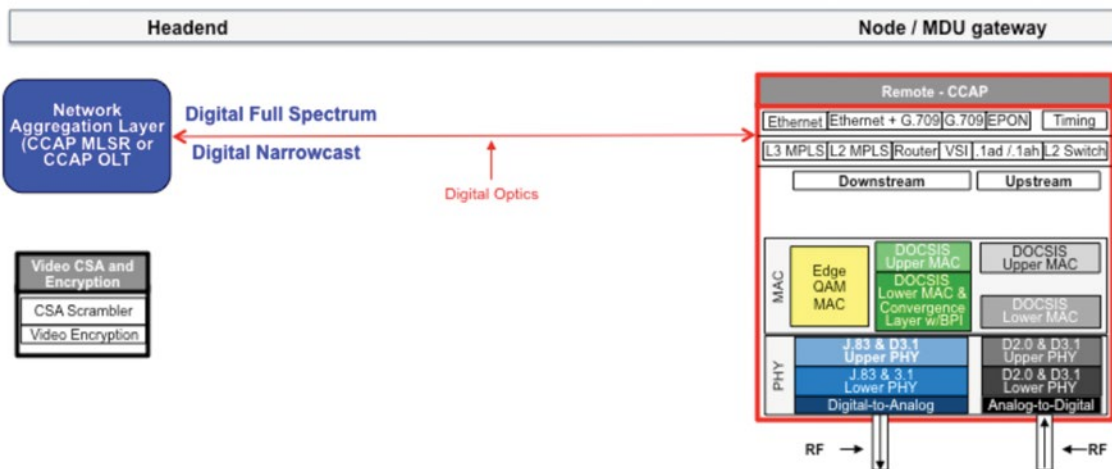 Headend
Node / MDU gateway
Network
Aggregation Layer
(CCAP MLSR or
CCAP OLT
Digital Full Spectrum
Digital Narrowcast
Digital Optics
Remote - CCAP
Ethernet Ethernet + G.709 G.709 EPON Timing
L3 MPLS L2 MPLS Router VSI .1ad /.1ah L2 Switch
Downstream Upstream
Video CSA and
Encryption
CSA Scrambler
Video Encryption
MAC
Edge
QAM
MAC
DOCSIS
Upper MAC
DOCSIS
Lower MAC &
Convergence
Layer w/BPI
DOCSIS
Upper MAC
DOCSIS
Lower MAC
PHY
J.83 & D3.1
Upper PHY
J.83 & 3.1
Lower PHY
Digital-to-Analog
D2.0 & D3.1
Upper PHY
D2.0 & D3.1
Lower PHY
Analog-to-Digital
RF
RF